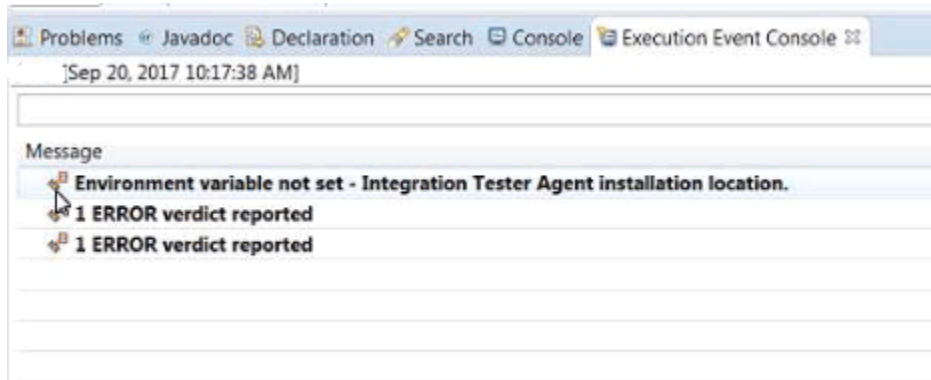 Problems Javadoc Declaration Search Console Execution Event Console
[Sep 20, 2017 10:17:38 AM]
Message
Environment variable not set - Integration Tester Agent installation location.
1 ERROR verdict reported
1 ERROR verdict reported